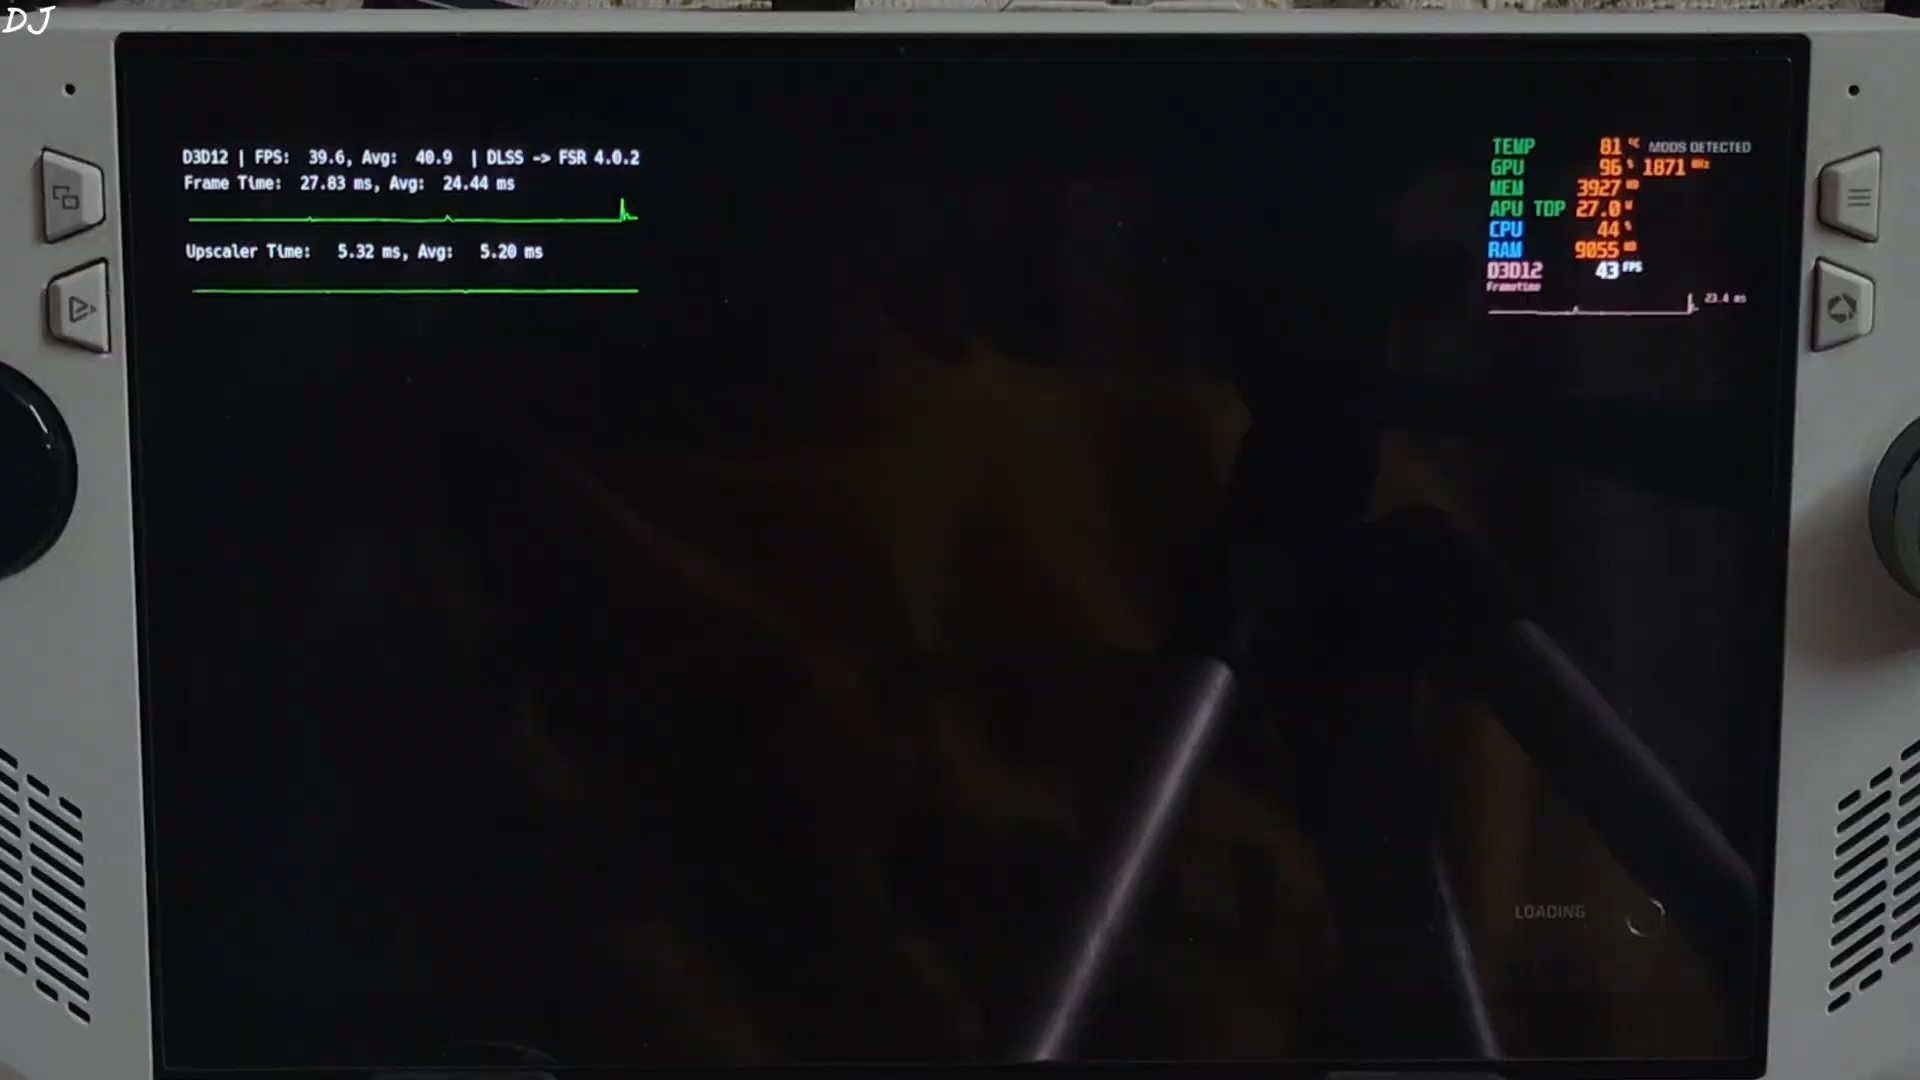 DJ
D3D12 | FPS: 39.6, Avg: 40.9 | DLSS -> FSR 4.0.2
Frame Time: 27.83 ms, Avg: 24.44 ms
Upscaler Time: 5.32 ms, Avg: 5.20 ms
TEMP 81 °C MODS DETECTED
GPU 96 % 1871 MHz
MEM 3927 MB
APU TDP 27.0 W
CPU 44 %
RAM 9055 MB
D3D12 43 FPS
Frametime
23.4 ms
LOADING